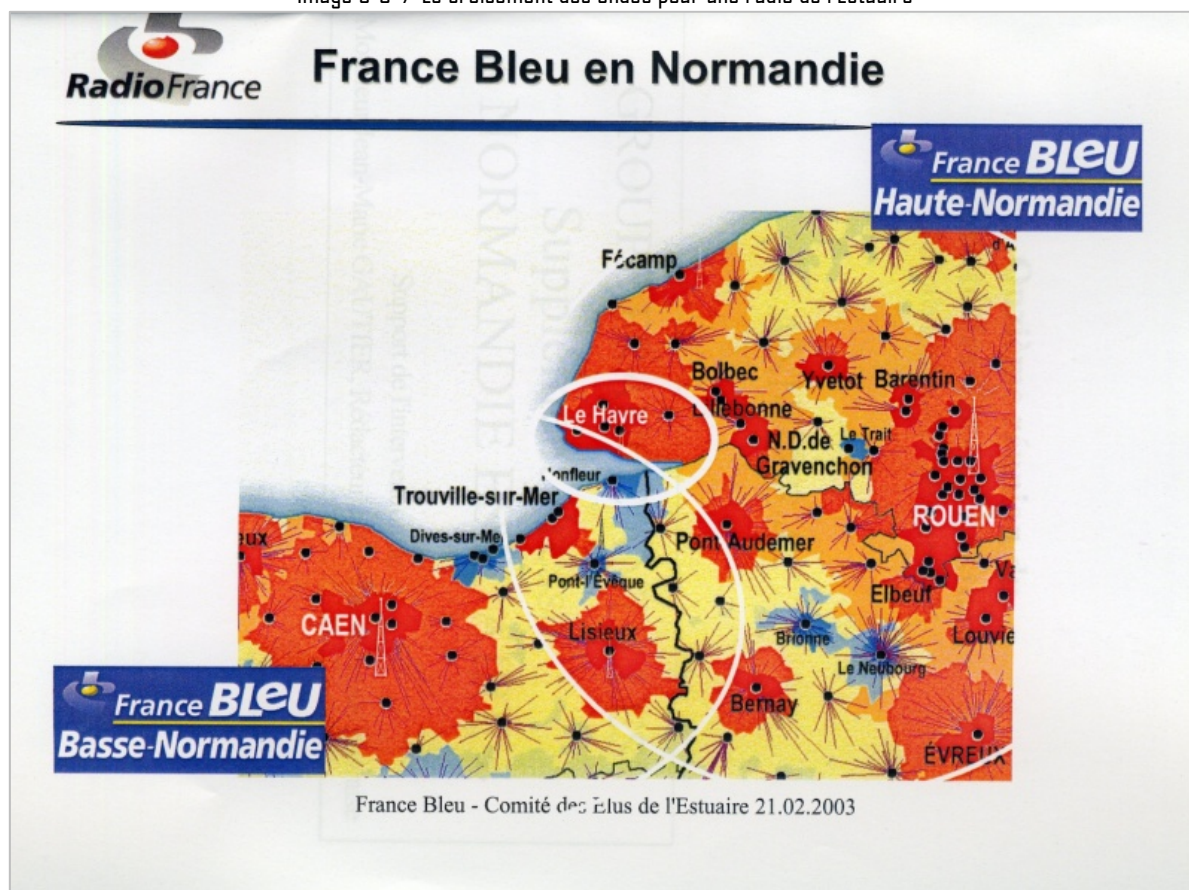 Image 3-3-7 Le croisement des ondes pour une radio de l'Estuaire
RadioFrance
France Bleu en Normandie
France BLeU
Haute-Normandie
Fécamp
Bolbec
Yvetot
Barentin
Le Havre
Lillebonne
N.D.de
Gravenchon
Le Trait
Honfleur
Trouville-sur-Mer
ROUEN
Dives-sur-Me
Pont Audemer
Pont-l'Évêque
Elbeuf
CAEN
Lisieux
Brionne
Louvie
Le Neubourg
Bernay
ÉVREUX
France BLeU
Basse-Normandie
France Bleu - Comité des Elus de l'Estuaire 21.02.2003